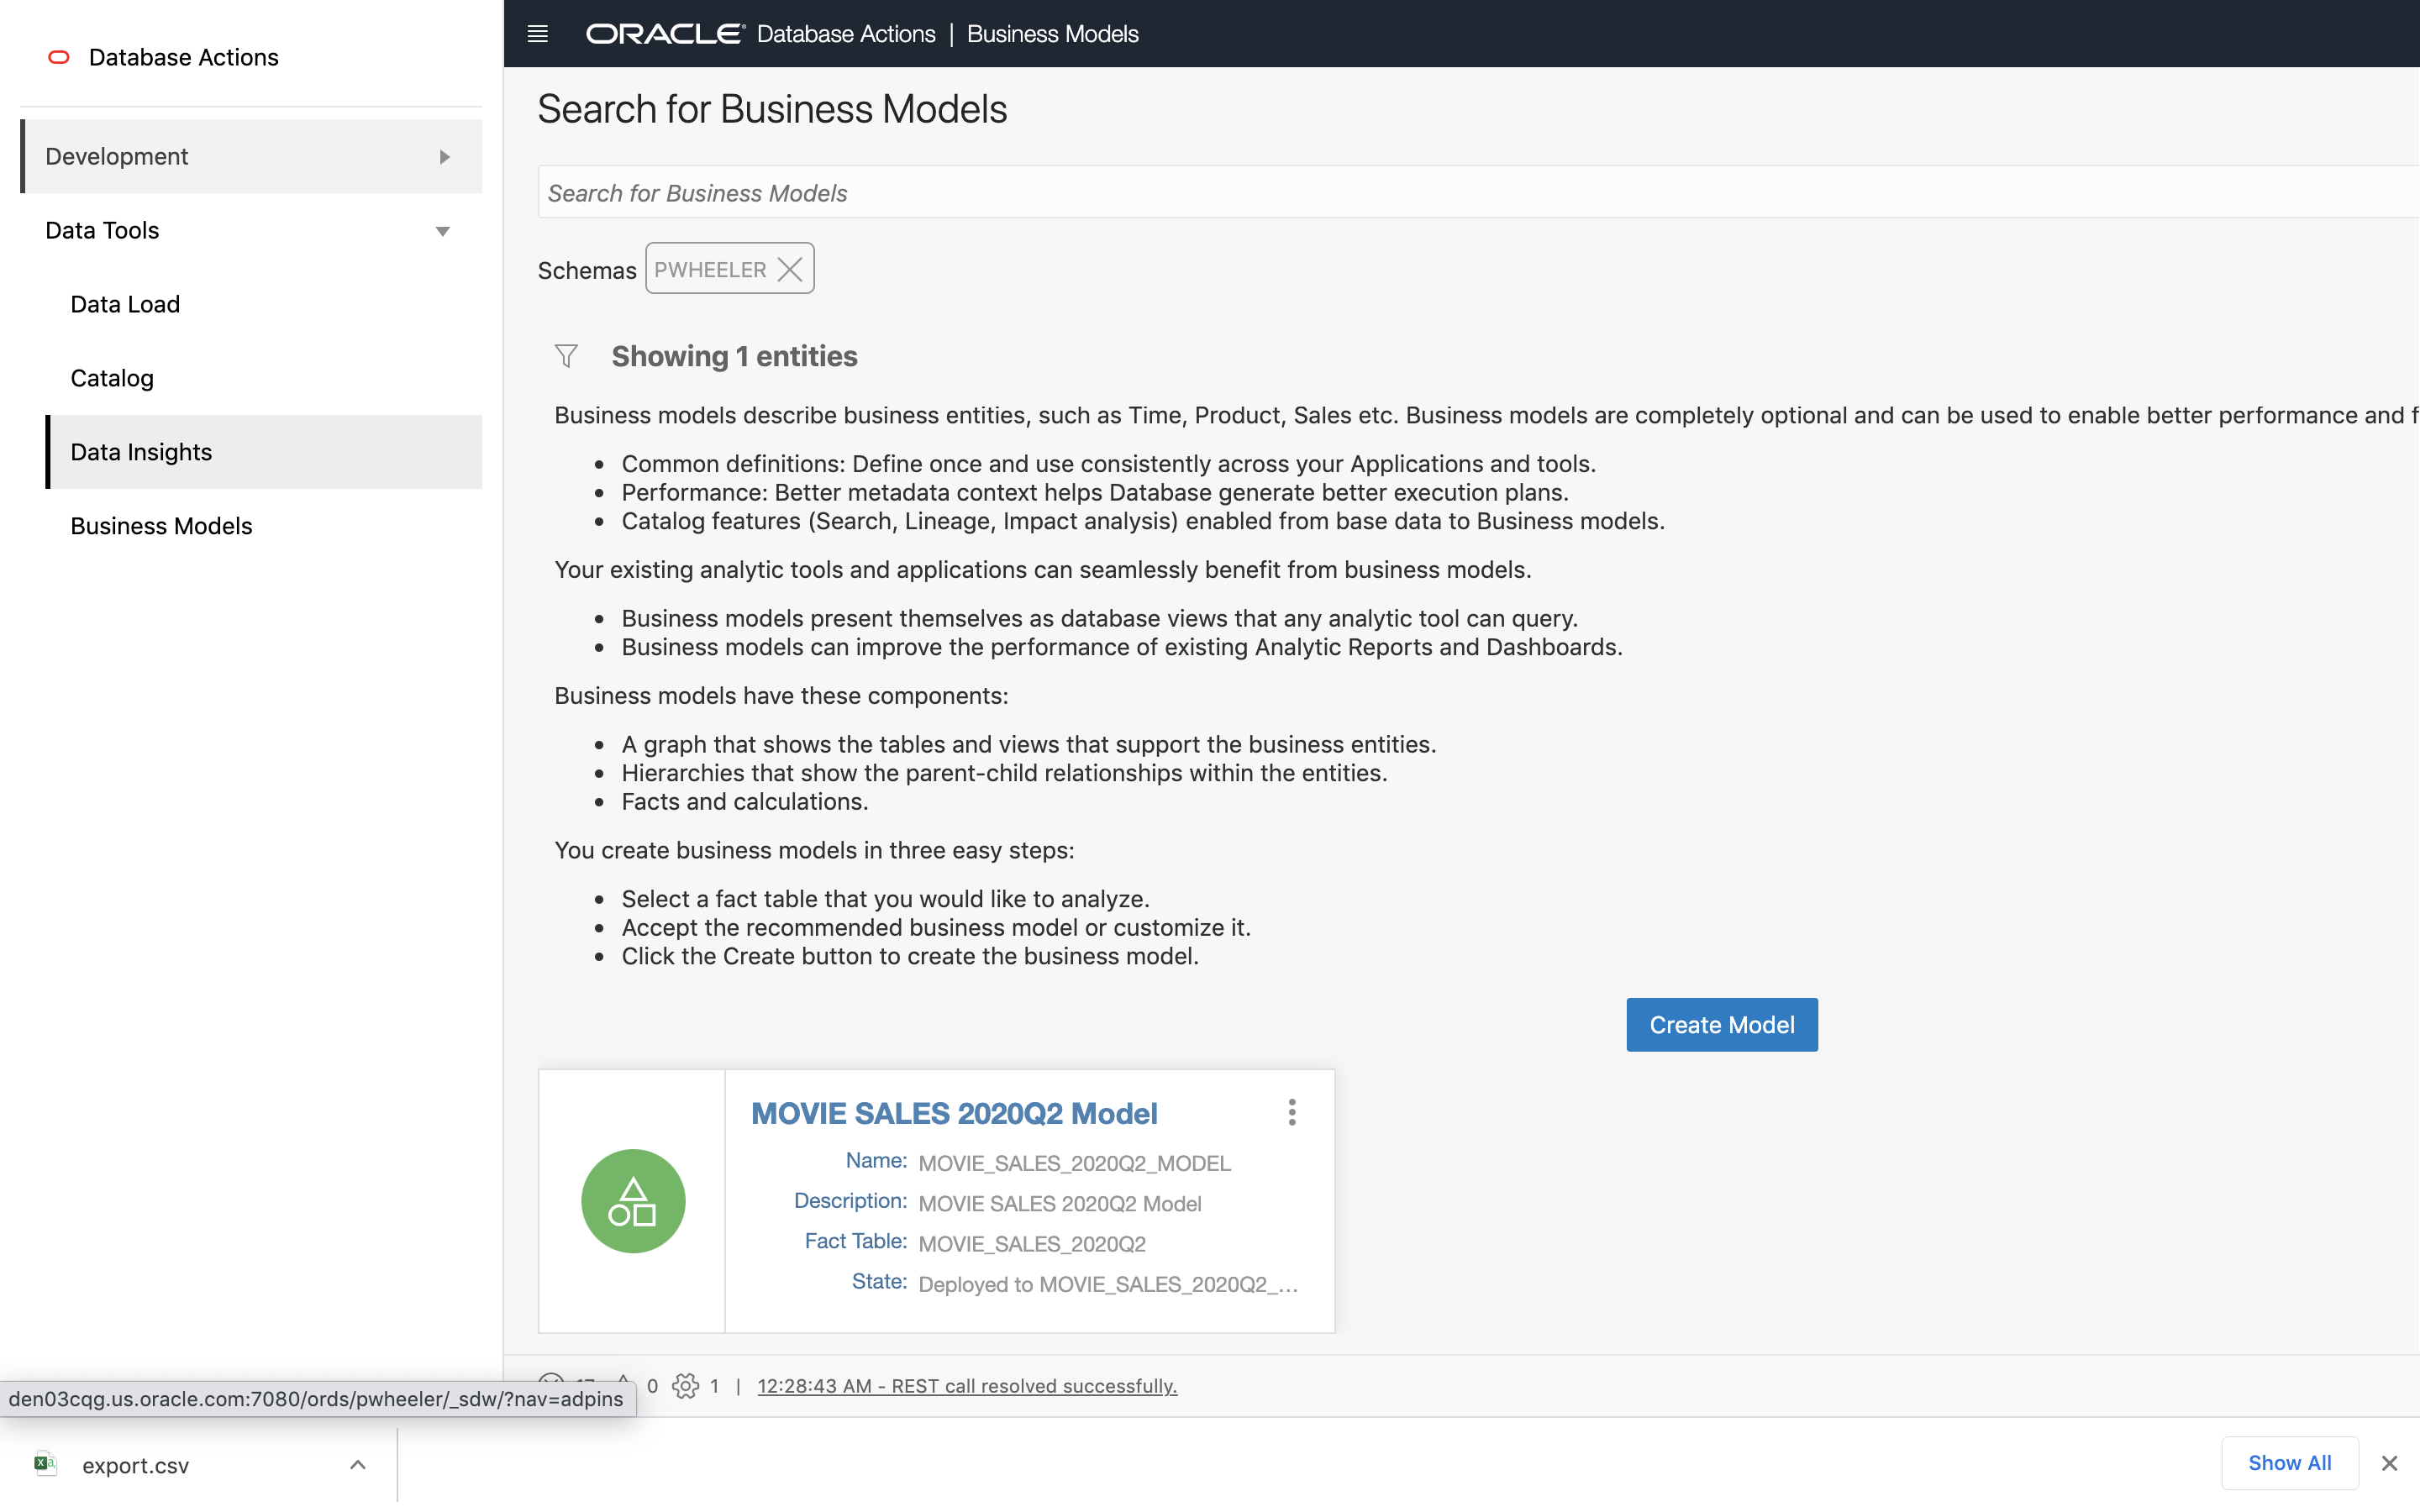 Database Actions
Development
Data Tools
Data Load
Catalog
Data Insights
Business Models
ORACLE Database Actions | Business Models
Search for Business Models
Search for Business Models
Schemas PWHEELER
Showing 1 entities
Business models describe business entities, such as Time, Product, Sales etc. Business models are completely optional and can be used to enable better performance and f
• Common definitions: Define once and use consistently across your Applications and tools.
• Performance: Better metadata context helps Database generate better execution plans.
• Catalog features (Search, Lineage, Impact analysis) enabled from base data to Business models.
Your existing analytic tools and applications can seamlessly benefit from business models.
• Business models present themselves as database views that any analytic tool can query.
• Business models can improve the performance of existing Analytic Reports and Dashboards.
Business models have these components:
• A graph that shows the tables and views that support the business entities.
• Hierarchies that show the parent-child relationships within the entities.
• Facts and calculations.
You create business models in three easy steps:
• Select a fact table that you would like to analyze.
• Accept the recommended business model or customize it.
• Click the Create button to create the business model.
Create Model
MOVIE SALES 2020Q2 Model
Name: MOVIE_SALES_2020Q2_MODEL
Description: MOVIE SALES 2020Q2 Model
Fact Table: MOVIE_SALES_2020Q2
State: Deployed to MOVIE_SALES_2020Q2_...
0 1 | 12:28:43 AM - REST call resolved successfully.
den03cqg.us.oracle.com:7080/ords/pwheeler/_sdw/?nav=adpins
export.csv
Show All